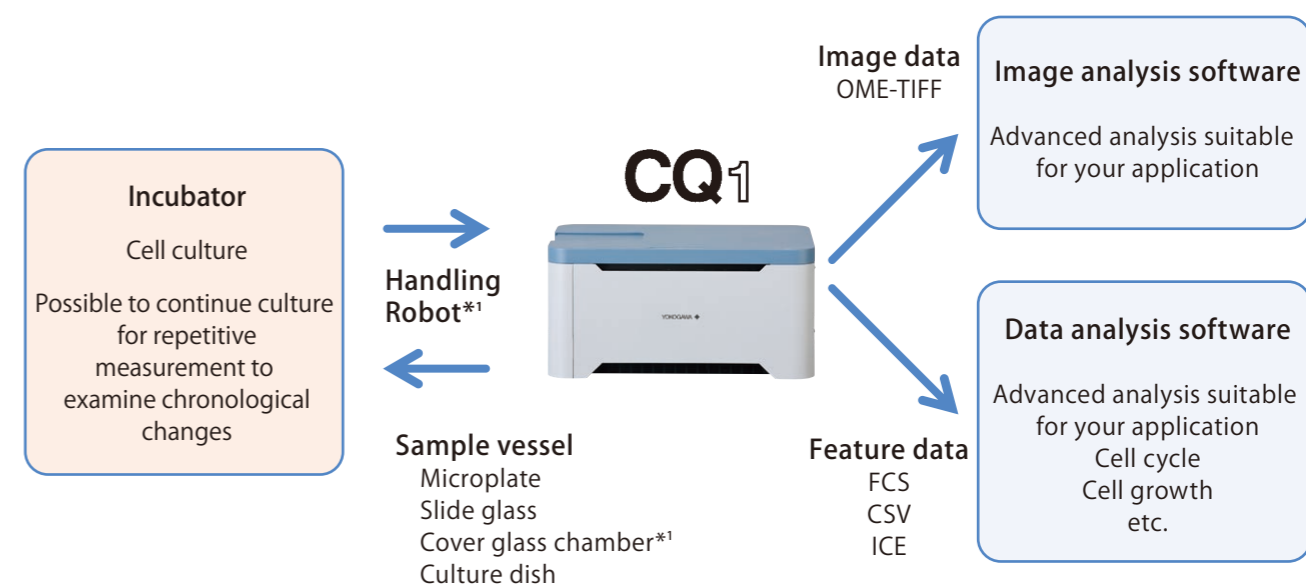 Incubator
Cell culture
Possible to continue culture
for repetitive
measurement to
examine chronological
changes
Handling
Robot*¹
Sample vessel
Microplate
Slide glass
Cover glass chamber*¹
Culture dish
CQ1
YOKOGAWA
Image data
OME-TIFF
Feature data
FCS
CSV
ICE
Image analysis software
Advanced analysis suitable
for your application
Data analysis software
Advanced analysis suitable
for your application
Cell cycle
Cell growth
etc.